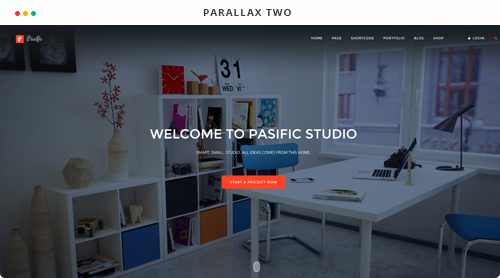 PARALLAX TWO
Pasific
HOME PAGE SHORTCODE PORTFOLIO BLOG SHOP LOGIN
31
WELCOME TO PASIFIC STUDIO
SMART. SMALL. STUDIO. ALL IDEAS COMES FROM THIS HOME.
START A PROJECT NOW